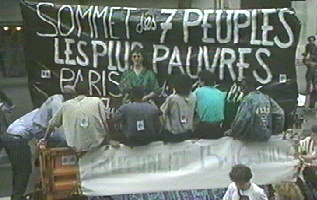 SOMMET des 7 PEUPLES
LES PLUS PAUVRES
PARIS